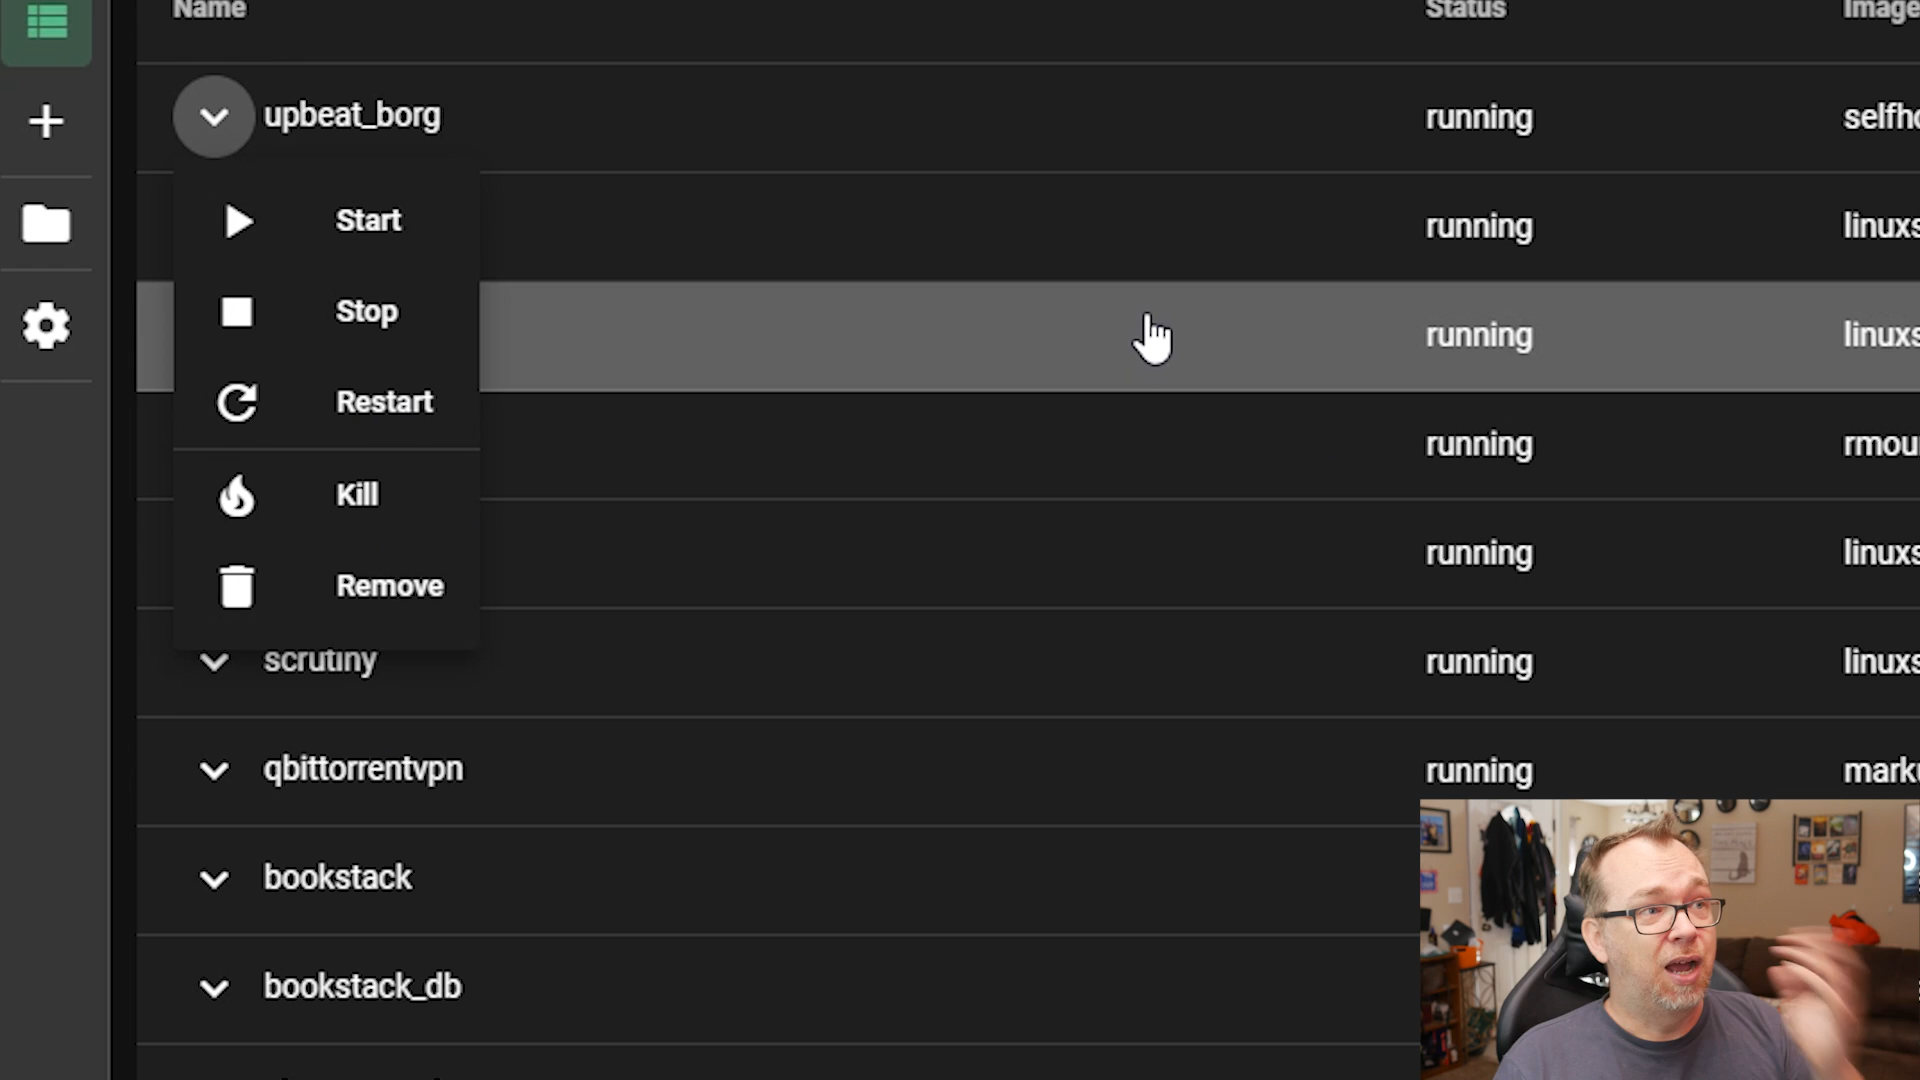 Name Status Image
upbeat_borg running selfho
Start running linuxs
Stop running linuxs
Restart
running rmou
Kill
running linuxs
Remove
scrutiny running linuxs
qbittorrentvpn running mark
bookstack
bookstack_db